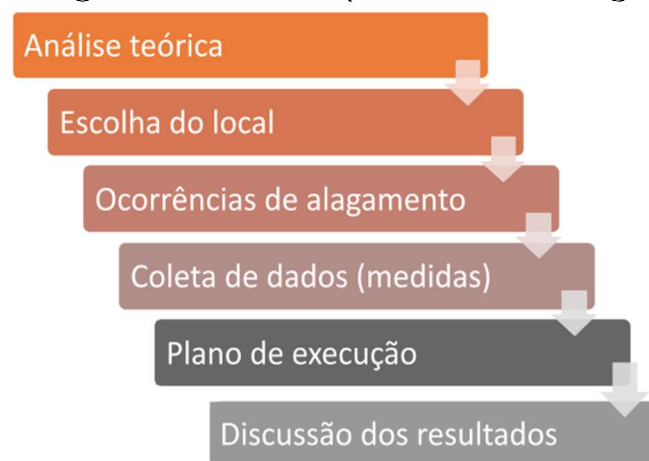 Análise teórica
Escolha do local
Ocorrências de alagamento
Coleta de dados (medidas)
Plano de execução
Discussão dos resultados